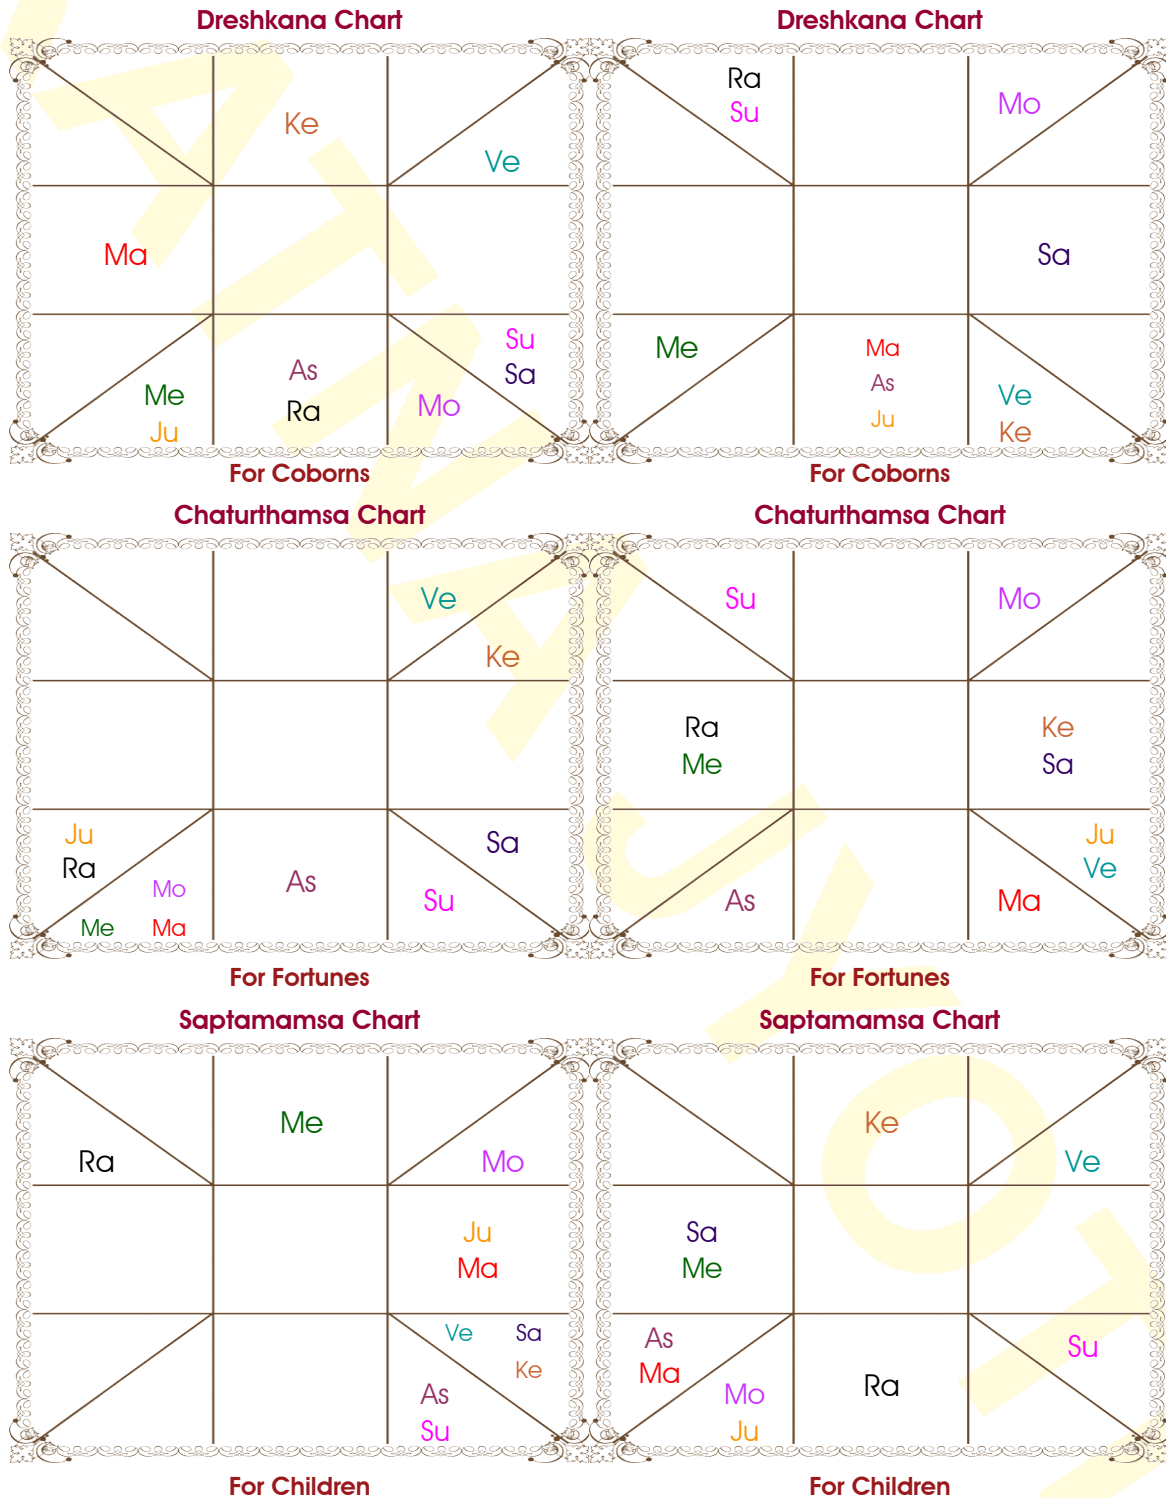 Dreshkana Chart
Ke
Ve
Ma
Su
Sa
As
Ra
Mo
Me
Ju
For Coborns
Dreshkana Chart
Ra
Su
Mo
Sa
Me
Ma
As
Ju
Ve
Ke
For Coborns
Chaturthamsa Chart
Ve
Ke
Ju
Ra
Mo
Me Ma
As
Sa
Su
For Fortunes
Chaturthamsa Chart
Su
Mo
Ra
Me
Ke
Sa
Ju
Ve
As
Ma
For Fortunes
Saptamamsa Chart
Me
Ra
Mo
Ju
Ma
Ve Sa
Ke
As
Su
For Children
Saptamamsa Chart
Ke
Ve
Sa
Me
As
Ma
Mo
Ju
Ra
Su
For Children